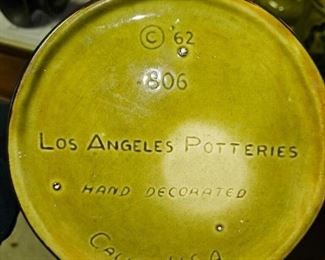 © '62
806
LOS ANGELES POTTERIES
HAND DECORATED